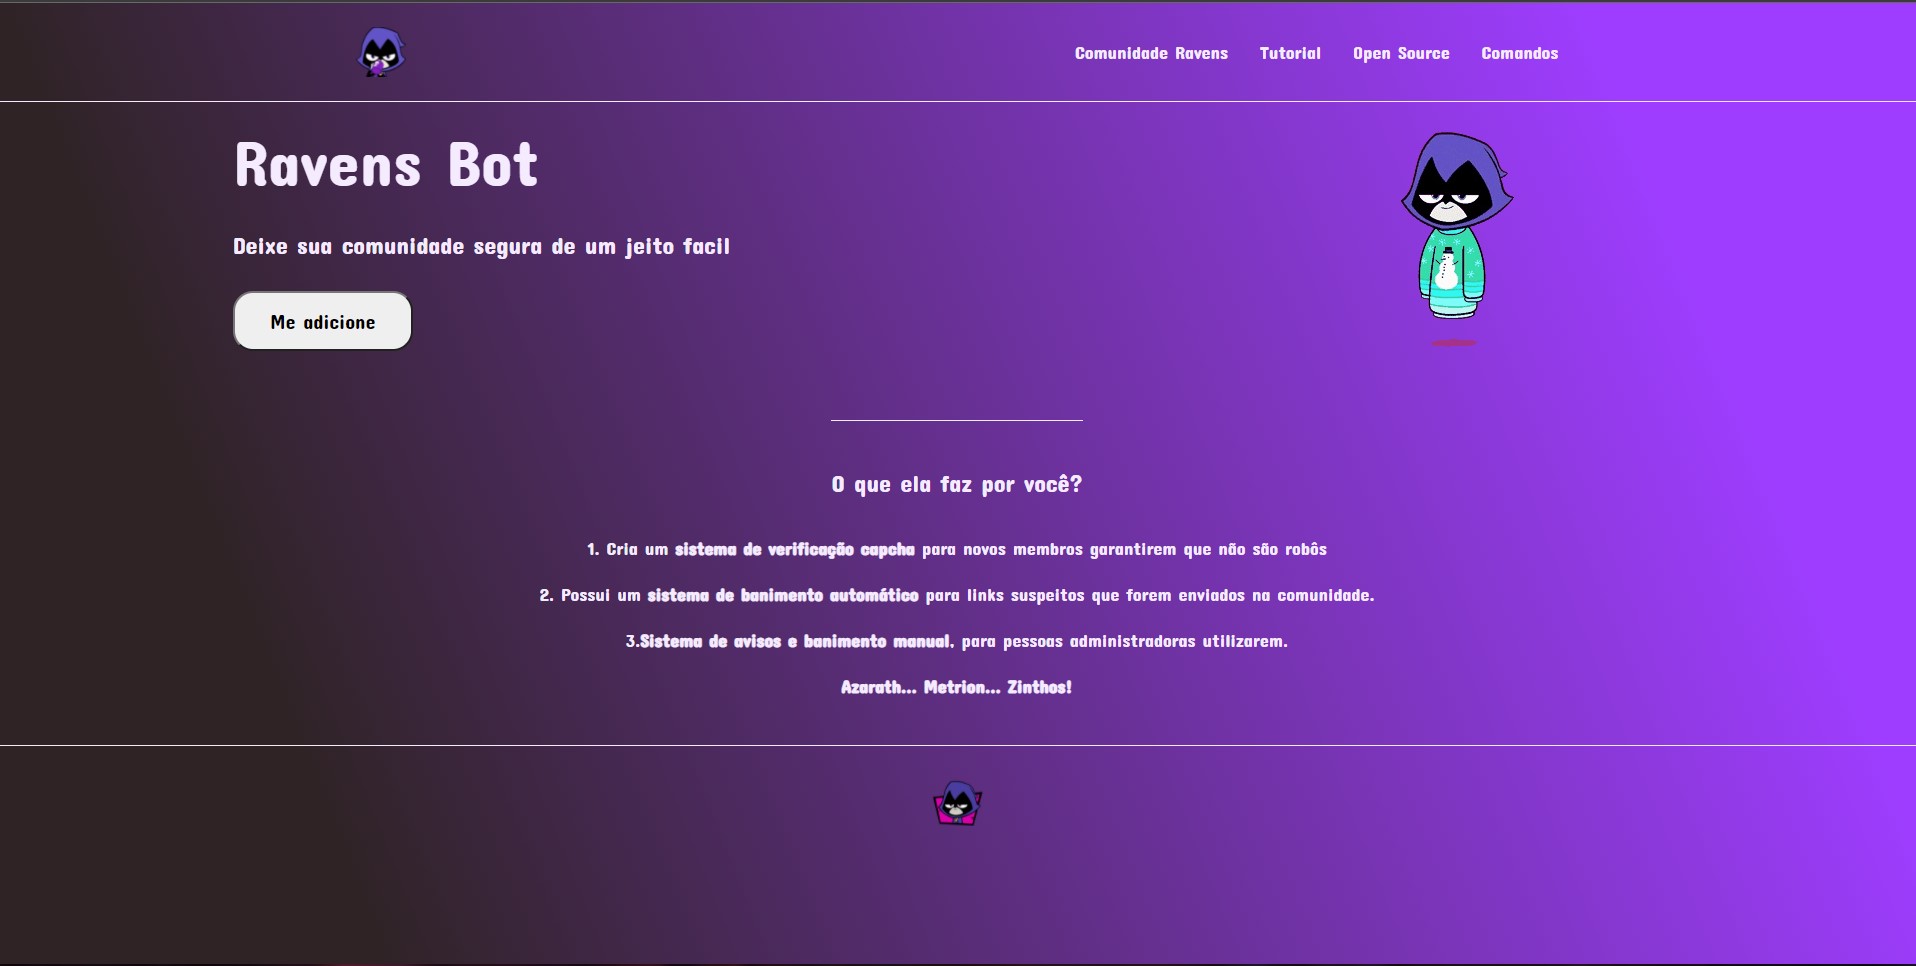 Comunidade Ravens Tutorial Open Source Comandos
Ravens Bot
Deixe sua comunidade segura de um jeito facil
Me adicione
O que ela faz por você?
1. Cria um sistema de verificação capcha para novos membros garantirem que não são robôs
2. Possui um sistema de banimento automático para links suspeitos que forem enviados na comunidade.
3.Sistema de avisos e banimento manual, para pessoas administradoras utilizarem.
Azarath... Metrion... Zinthos!